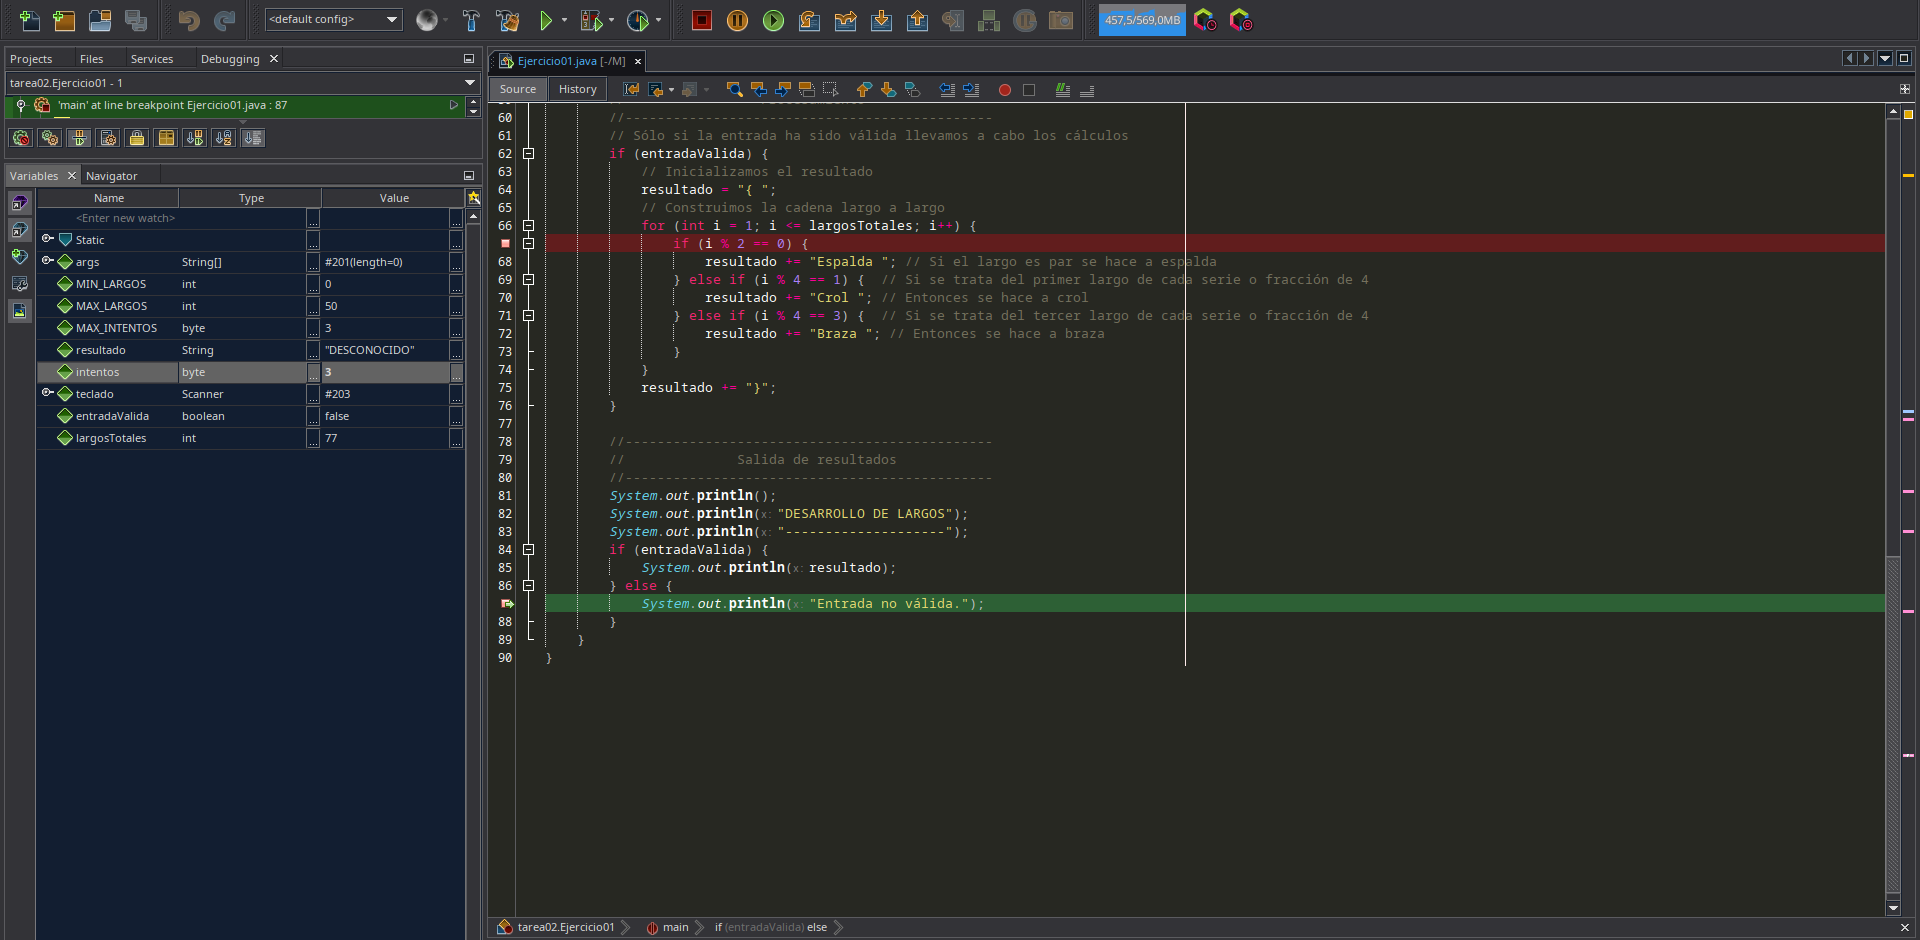 <default config>
457,5/569,0MB
Projects Files Services Debugging
tarea02.Ejercicio01 - 1
'main' at line breakpoint Ejercicio01.java : 87
Variables Navigator
Name Type Value
<Enter new watch>
Static
args String[] #201(length=0)
MIN_LARGOS int 0
MAX_LARGOS int 50
MAX_INTENTOS byte 3
resultado String "DESCONOCIDO"
intentos byte 3
teclado Scanner #203
entradaValida boolean false
largosTotales int 77
Ejercicio01.java [-/M]
Source History
60 //----------------------------------------------
61 // Sólo si la entrada ha sido válida llevamos a cabo los cálculos
62 if (entradaValida) {
63 // Inicializamos el resultado
64 resultado = "{ ";
65 // Construimos la cadena largo a largo
66 for (int i = 1; i <= largosTotales; i++) {
if (i % 2 == 0) {
68 resultado += "Espalda "; // Si el largo es par se hace a espalda
69 } else if (i % 4 == 1) { // Si se trata del primer largo de cada serie o fracción de 4
70 resultado += "Crol "; // Entonces se hace a crol
71 } else if (i % 4 == 3) { // Si se trata del tercer largo de cada serie o fracción de 4
72 resultado += "Braza "; // Entonces se hace a braza
73 }
74 }
75 resultado += "}";
76 }
77
78 //----------------------------------------------
79 // Salida de resultados
80 //----------------------------------------------
81 System.out.println();
82 System.out.println(x: "DESARROLLO DE LARGOS");
83 System.out.println(x: "--------------------");
84 if (entradaValida) {
85 System.out.println(x: resultado);
86 } else {
System.out.println(x: "Entrada no válida.");
88 }
89 }
90 }
tarea02.Ejercicio01 main if (entradaValida) else